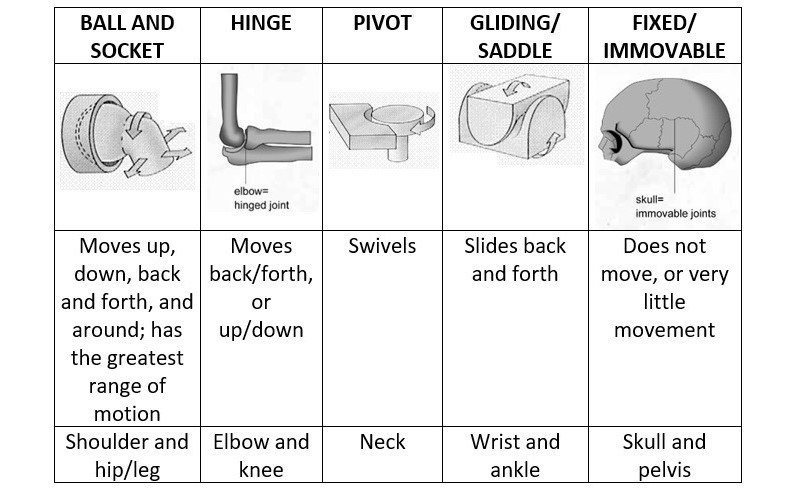 BALL AND
SOCKET
HINGE
PIVOT
GLIDING/
SADDLE
FIXED/
IMMOVABLE
elbow=
hinged joint
skull=
immovable joints
Moves up,
down, back
and forth, and
around; has
the greatest
range of
motion
Moves
back/forth,
or
up/down
Swivels
Slides back
and forth
Does not
move, or very
little
movement
Shoulder and
hip/leg
Elbow and
knee
Neck
Wrist and
ankle
Skull and
pelvis